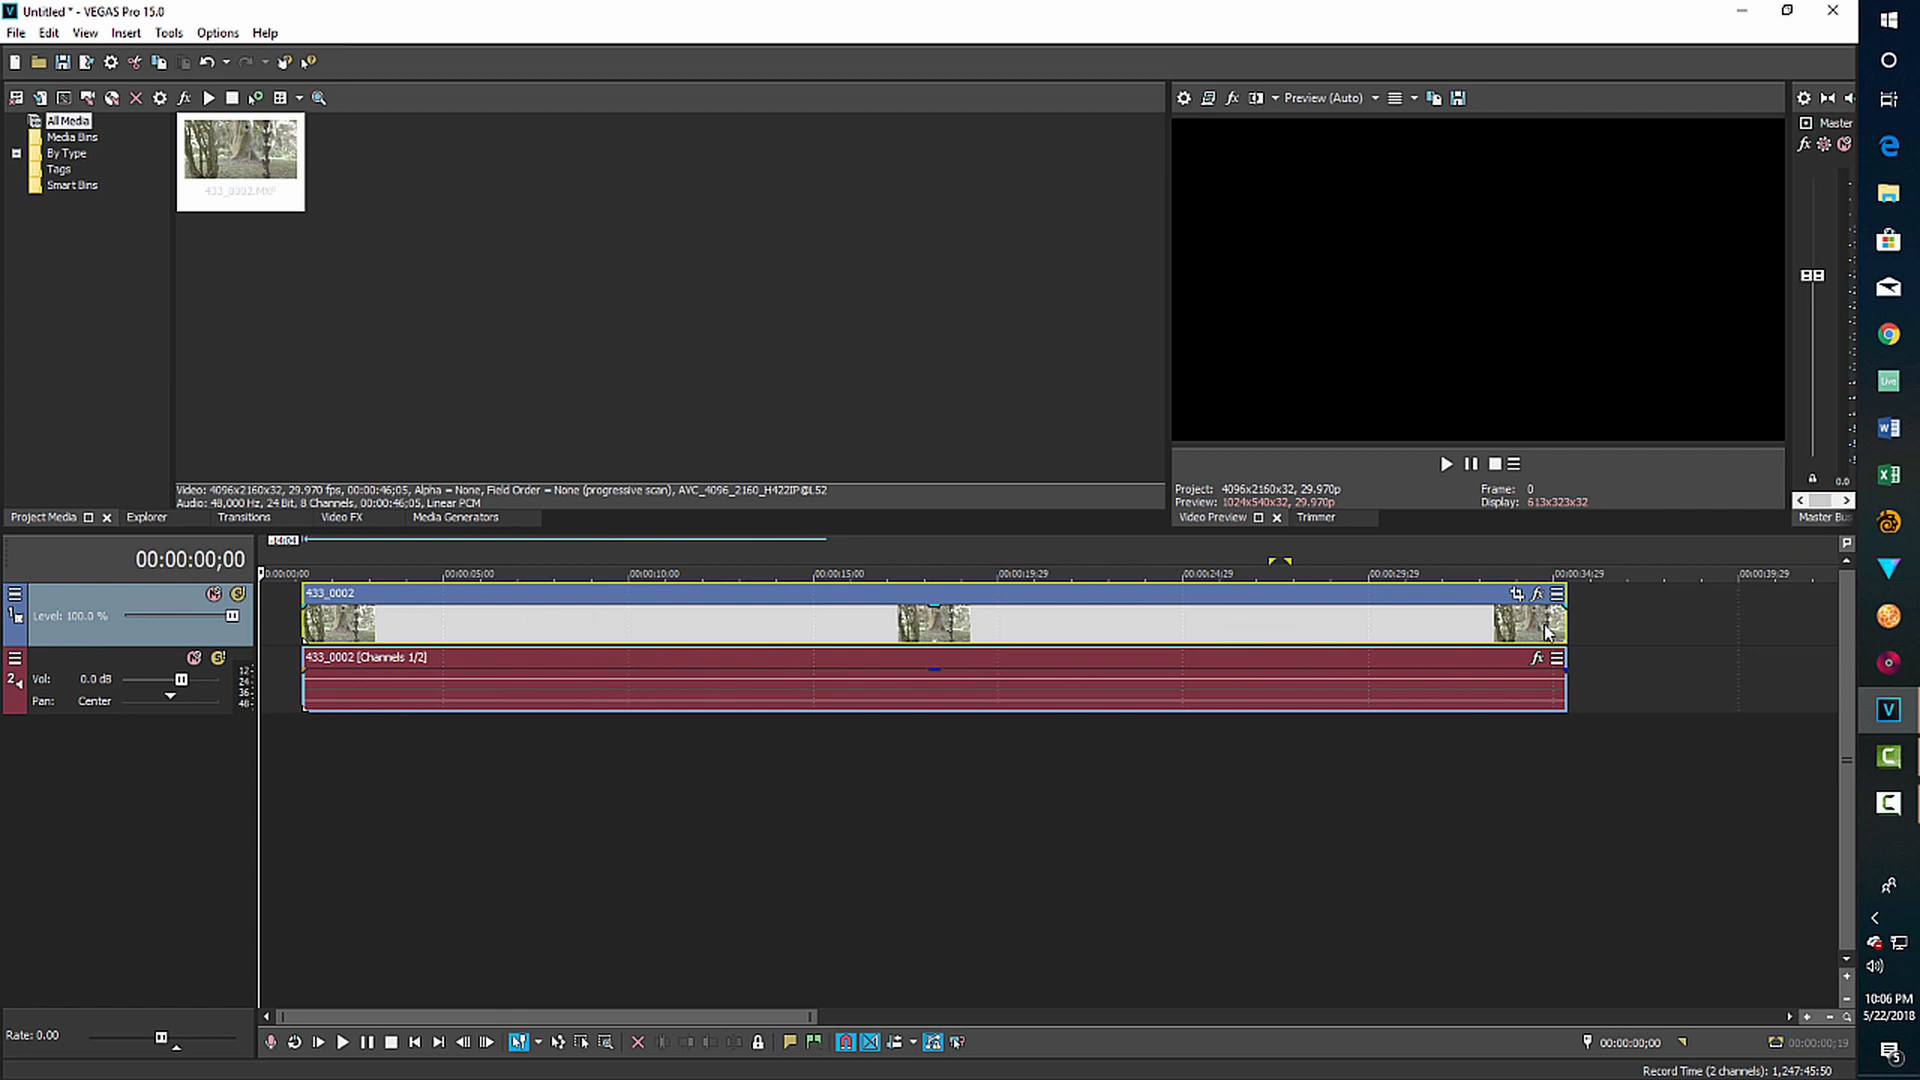 Untitled * - VEGAS Pro 15.0
File Edit View Insert Tools Options Help
Preview (Auto)
All Media
Media Bins
By Type
Tags
Smart Bins
433_0002.MXF
Master
0.0
Video: 4096x2160x32, 29.970 fps, 00:00:46;05, Alpha = None, Field Order = None (progressive scan), AVC_4096_2160_H422IP@L52
Audio: 48,000 Hz, 24 Bit, 8 Channels, 00:00:46;05, Linear PCM
Project: 4096x2160x32, 29.970p
Preview: 1024x540x32, 29.970p
Frame: 0
Display: 613x323x32
Project Media Explorer Transitions Video FX Media Generators
Video Preview Trimmer
Master Bus
00:00:00;00
00:00:00;00 00:00:05;00 00:00:10;00 00:00:15;00 00:00:19;29 00:00:24;29 00:00:29;29 00:00:34;29 00:00:39;29
1
Level: 100.0 %
433_0002
2
Vol: 0.0 dB
Pan: Center
12
24
36
48
433_0002 [Channels 1/2]
Live
Rate: 0.00
00:00:00;00
00:00:00;19
Record Time (2 channels): 1,247:45:50
10:06 PM
5/22/2018
5